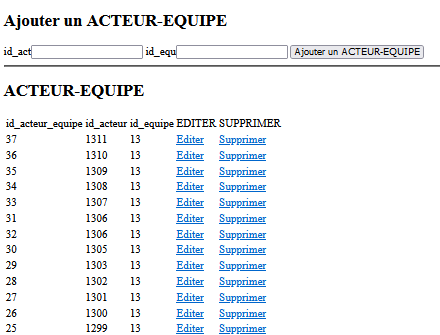 Ajouter un ACTEUR-EQUIPE
id_act id_equ Ajouter un ACTEUR-EQUIPE
ACTEUR-EQUIPE
id_acteur_equipe id_acteur id_equipe EDITER SUPPRIMER
37 1311 13 Editer Supprimer
36 1310 13 Editer Supprimer
35 1309 13 Editer Supprimer
34 1308 13 Editer Supprimer
33 1307 13 Editer Supprimer
31 1306 13 Editer Supprimer
32 1306 13 Editer Supprimer
30 1305 13 Editer Supprimer
29 1303 13 Editer Supprimer
28 1302 13 Editer Supprimer
27 1301 13 Editer Supprimer
26 1300 13 Editer Supprimer
25 1299 13 Editer Supprimer